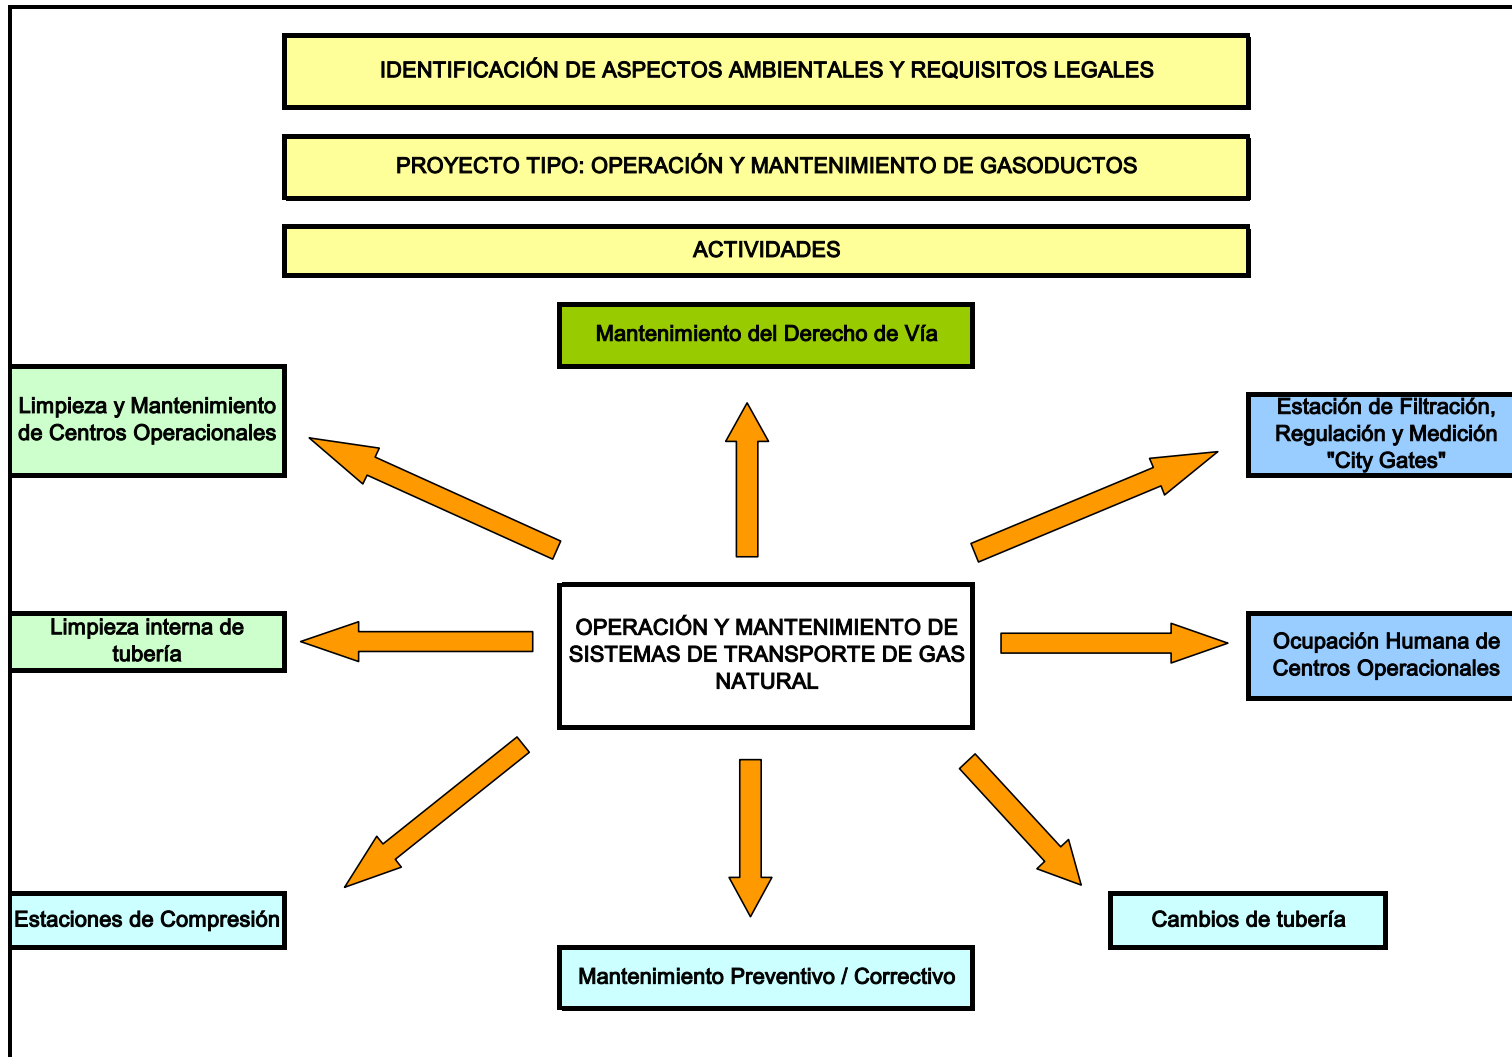 IDENTIFICACIÓN DE ASPECTOS AMBIENTALES Y REQUISITOS LEGALES
PROYECTO TIPO: OPERACIÓN Y MANTENIMIENTO DE GASODUCTOS
ACTIVIDADES
Mantenimiento del Derecho de Vía
Limpieza y Mantenimiento
de Centros Operacionales
Estación de Filtración,
Regulación y Medición
"City Gates"
OPERACIÓN Y MANTENIMIENTO DE
SISTEMAS DE TRANSPORTE DE GAS
NATURAL
Limpieza interna de
tubería
Ocupación Humana de
Centros Operacionales
Estaciones de Compresión
Cambios de tubería
Mantenimiento Preventivo / Correctivo